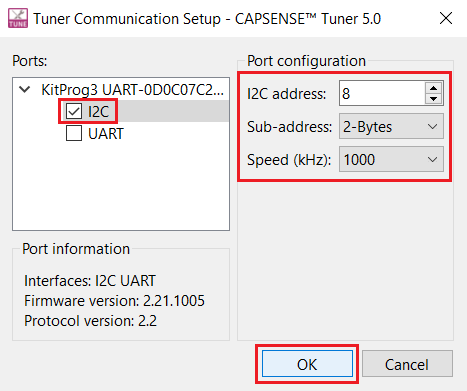 TUNE
Tuner Communication Setup - CAPSENSE™ Tuner 5.0
Ports:
KitProg3 UART-0D0C07C2...
I2C
UART
Port information
Interfaces: I2C UART
Firmware version: 2.21.1005
Protocol version: 2.2
Port configuration
I2C address: 8
Sub-address: 2-Bytes
Speed (kHz): 1000
OK
Cancel